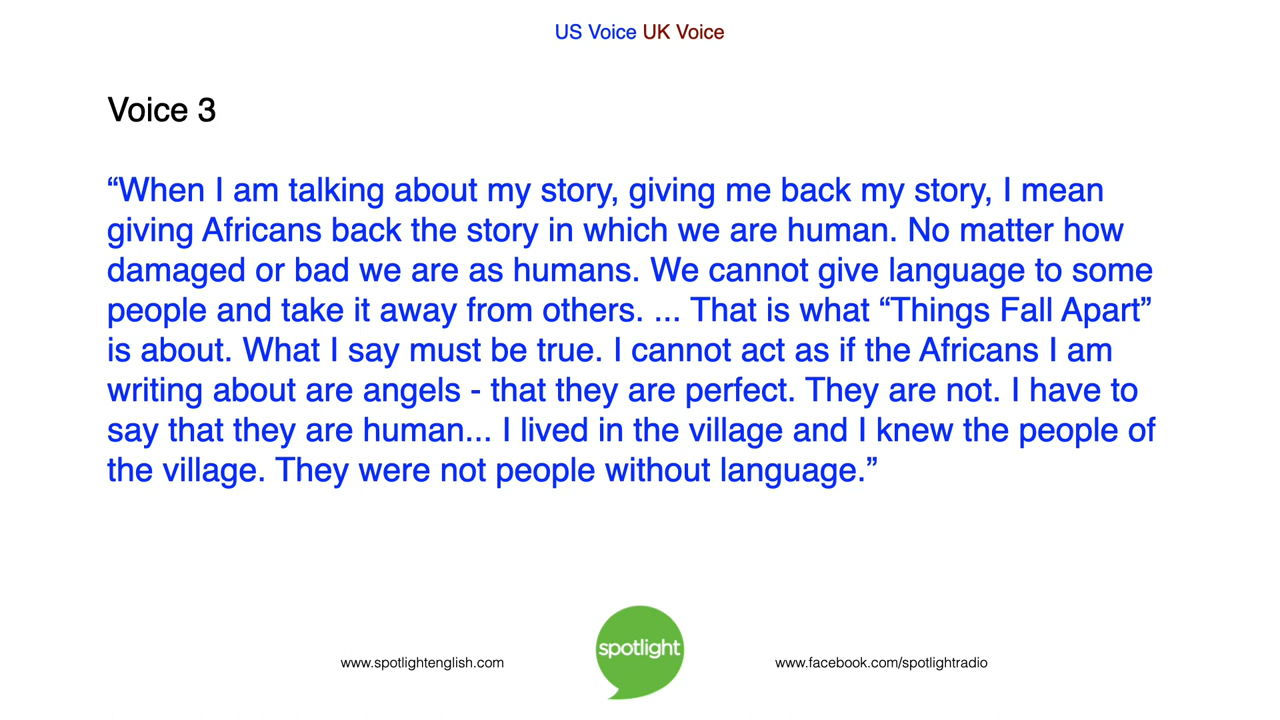 US Voice UK Voice
Voice 3
“When I am talking about my story, giving me back my story, I mean
giving Africans back the story in which we are human. No matter how
damaged or bad we are as humans. We cannot give language to some
people and take it away from others. ... That is what “Things Fall Apart”
is about. What I say must be true. I cannot act as if the Africans I am
writing about are angels - that they are perfect. They are not. I have to
say that they are human... I lived in the village and I knew the people of
the village. They were not people without language.”
spotlight
www.spotlightenglish.com
www.facebook.com/spotlightradio